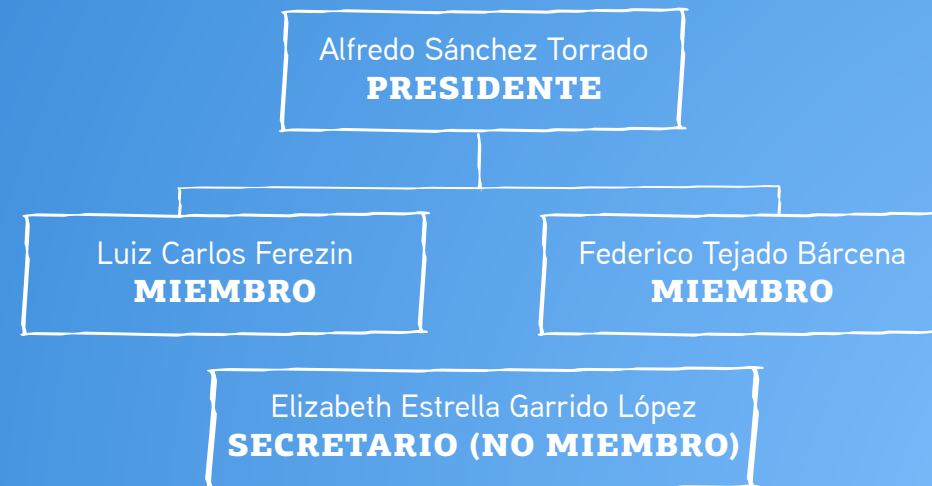 Alfredo Sánchez Torrado
PRESIDENTE
Luiz Carlos Ferezin
MIEMBRO
Federico Tejado Bárcena
MIEMBRO
Elizabeth Estrella Garrido López
SECRETARIO (NO MIEMBRO)